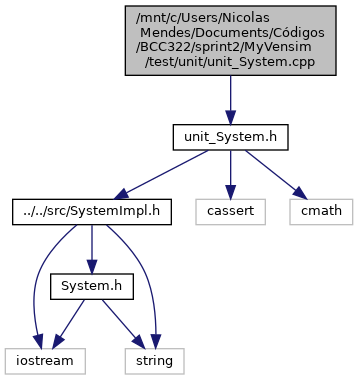 /mnt/c/Users/Nicolas
Mendes/Documents/Códigos
/BCC322/sprint2/MyVensim
/test/unit/unit_System.cpp
unit_System.h
../../src/SystemImpl.h
cassert
cmath
System.h
iostream
string